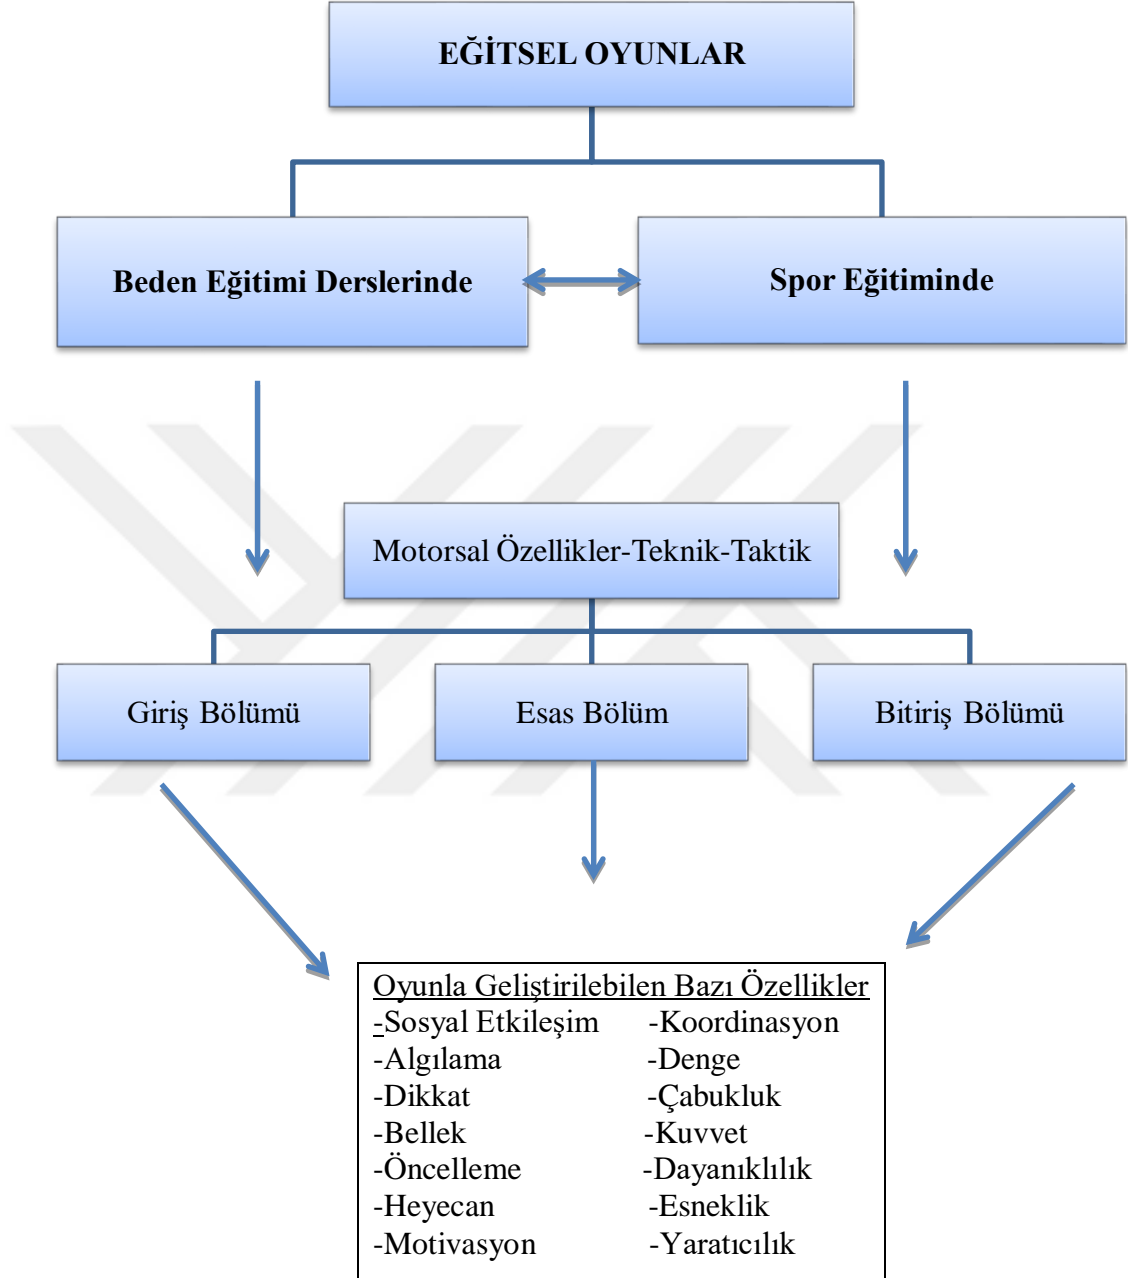 EĞİTSEL OYUNLAR
Beden Eğitimi Derslerinde
Spor Eğitiminde
Motorsal Özellikler-Teknik-Taktik
Giriş Bölümü
Esas Bölüm
Bitiriş Bölümü
Oyunla Geliştirilebilen Bazı Özellikler
-Sosyal Etkileşim -Koordinasyon
-Algılama -Denge
-Dikkat -Çabukluk
-Bellek -Kuvvet
-Öncelleme -Dayanıklılık
-Heyecan -Esneklik
-Motivasyon -Yaratıcılık